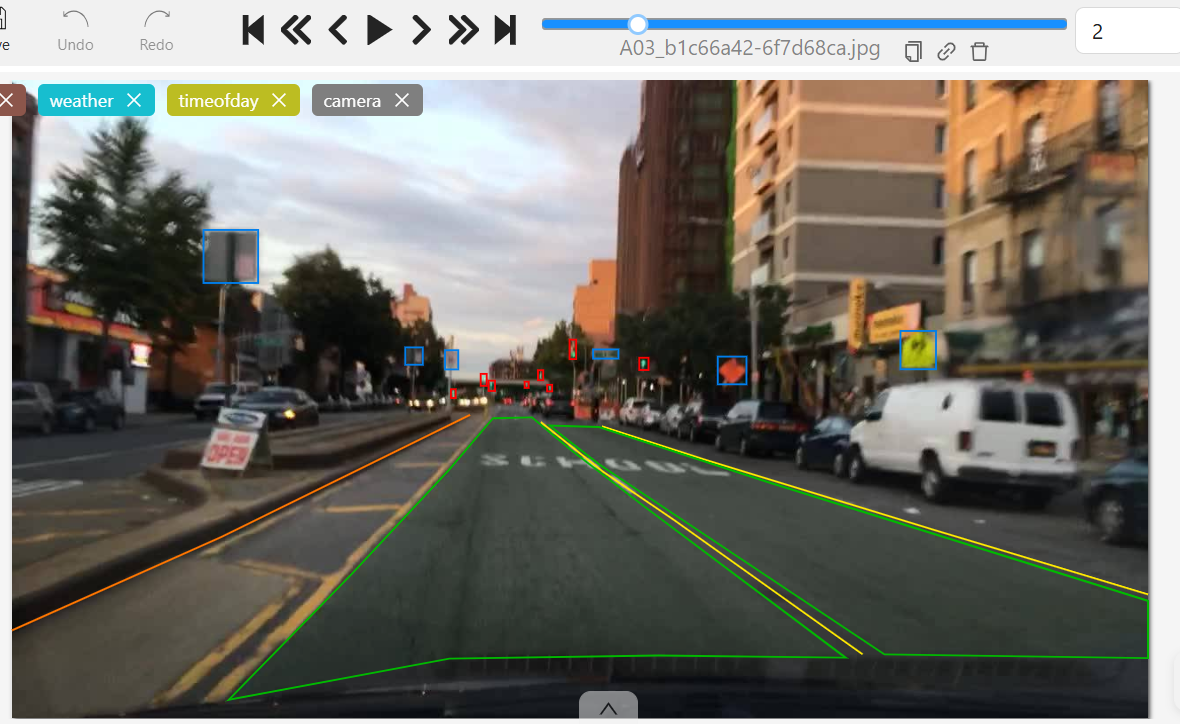 Undo
Redo
A03_b1c66a42-6f7d68ca.jpg
2
weather
timeofday
camera
OPEN
SCHOOL